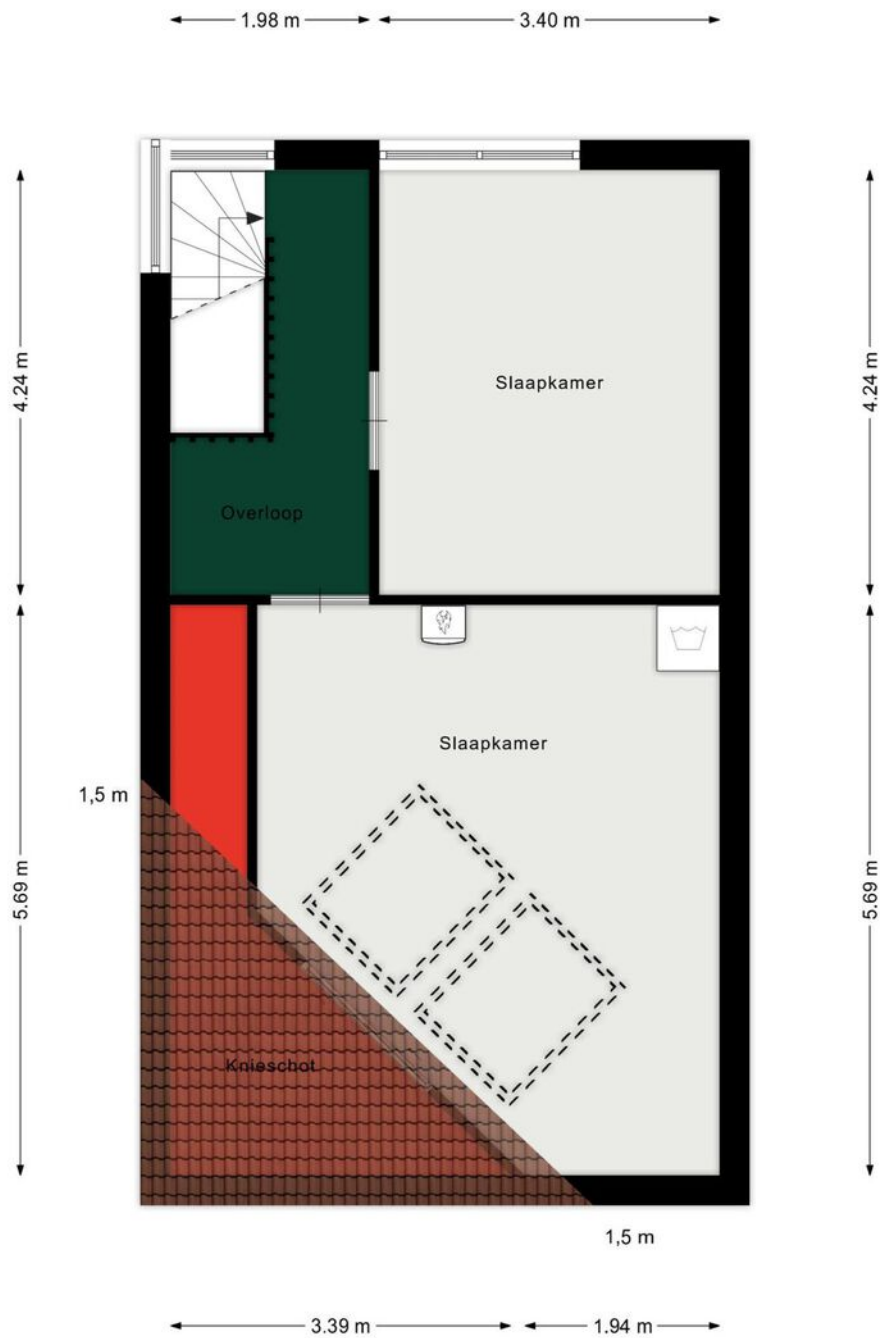 1.98 m
3.40 m
4.24 m
4.24 m
Slaapkamer
Overloop
Slaapkamer
1,5 m
5.69 m
5.69 m
Knieschot
1,5 m
3.39 m
1.94 m